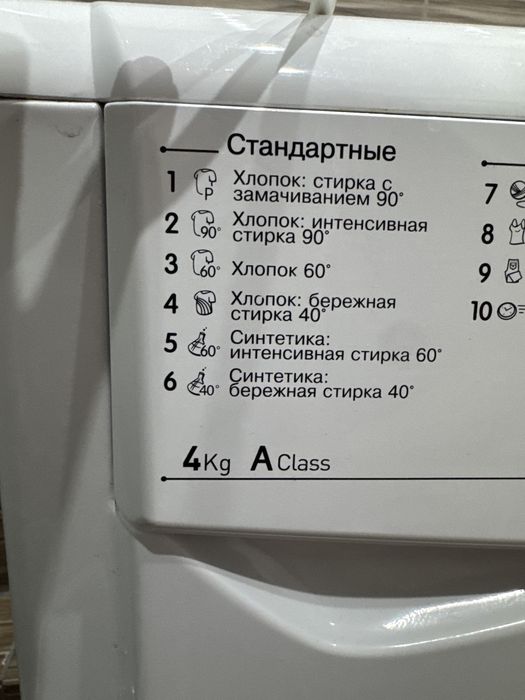 Стандартные
1 P Хлопок: стирка с
замачиванием 90°
2 90° Хлопок: интенсивная
стирка 90°
3 60° Хлопок 60°
4 Хлопок: бережная
стирка 40°
5 60° Синтетика:
интенсивная стирка 60°
6 40° Синтетика:
бережная стирка 40°
4Kg A Class
7
8
9
10